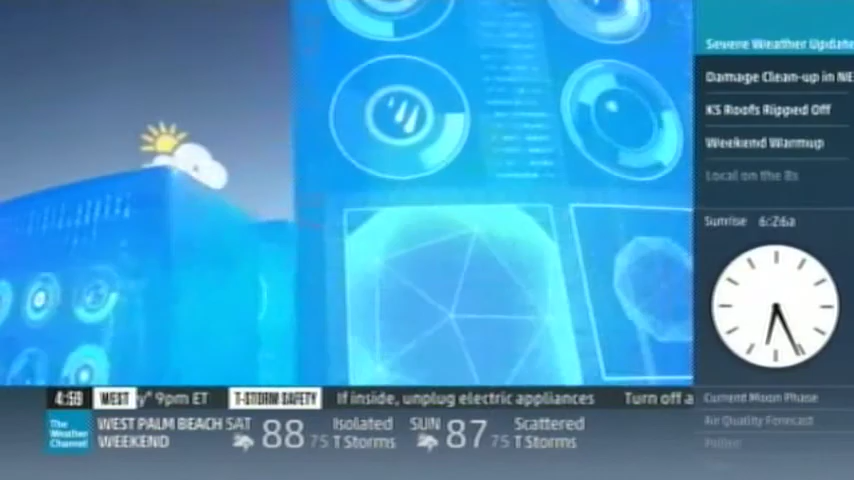 Severe Weather Update
Damage Clean-up in NE
KS Roofs Ripped Off
Weekend Warmup
Local on the 8s
Sunrise 6:26a
4:59 WEST y" 9pm ET T-STORM SAFETY If inside, unplug electric appliances Turn off a
Current Moon Phase
Air Quality Forecast
Pollen
The Weather Channel
WEST PALM BEACH WEEKEND
SAT 88 75 Isolated T Storms
SUN 87 75 Scattered T Storms